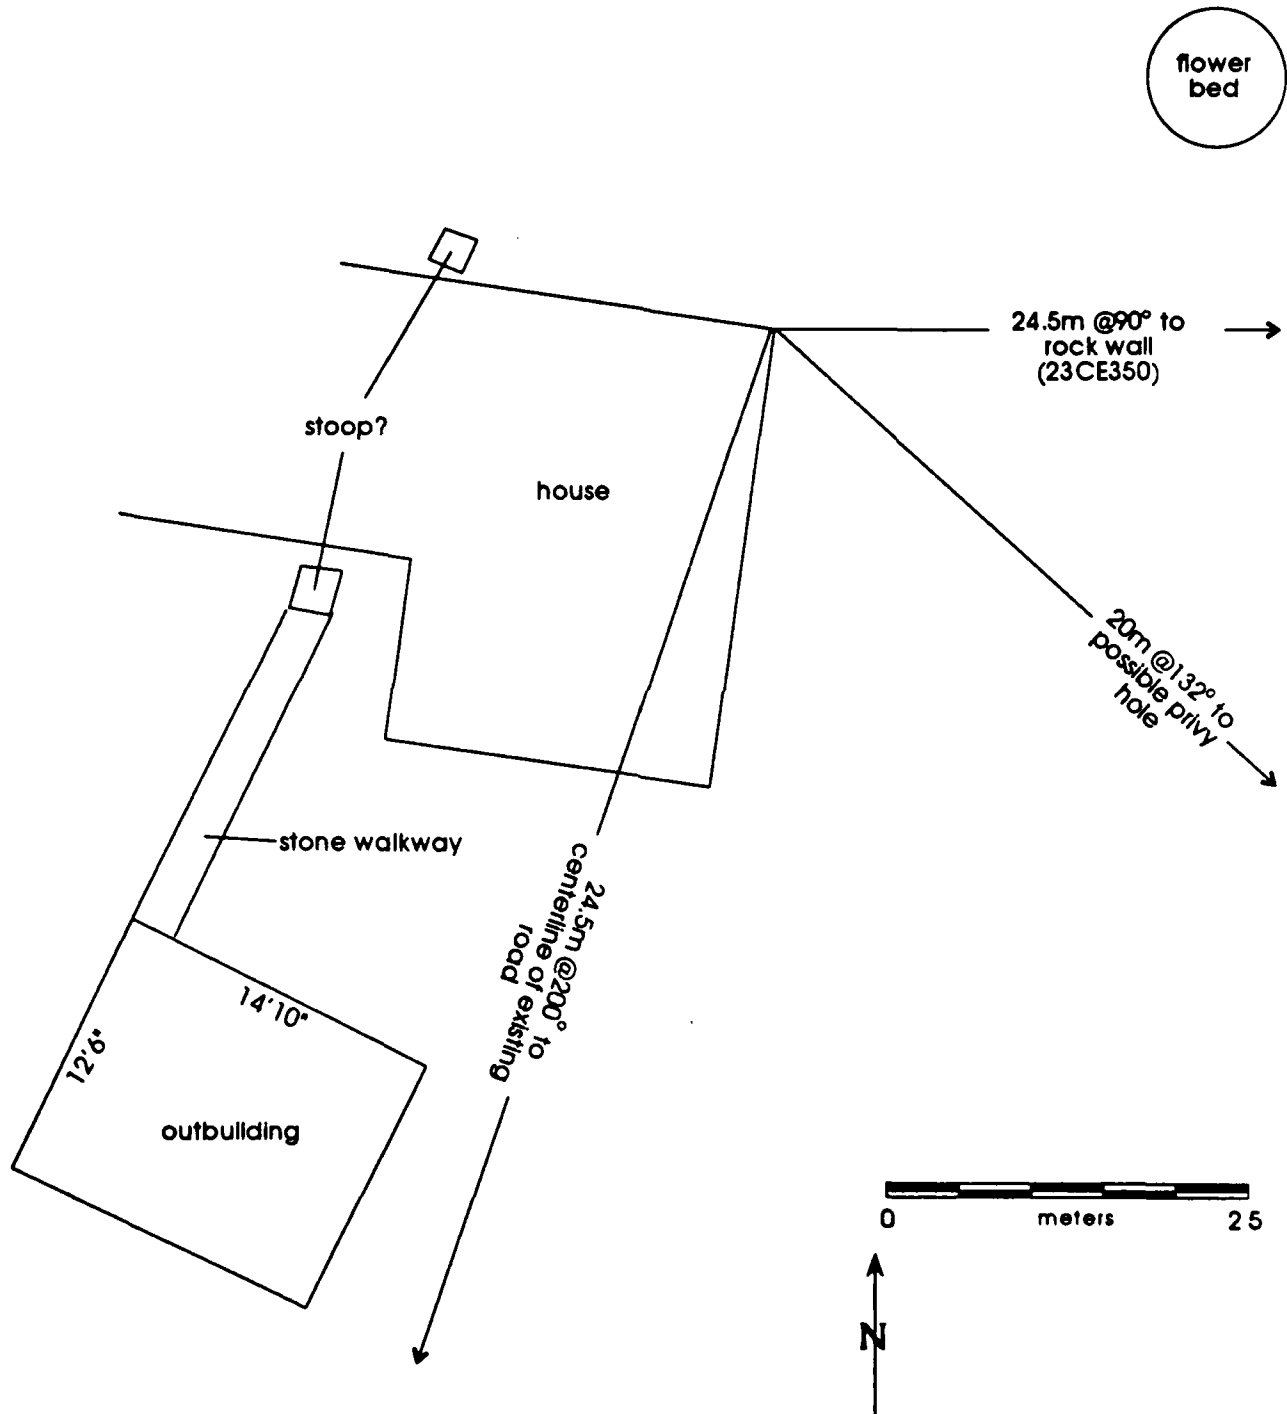 flower
bed
24.5m @90° to
rock wall
(23CE350)
stoop?
house
20m @132° to
possible privy
hole
stone walkway
24.5m @200° to
centerline of existing
road
14'10"
12'6"
outbuilding
0 meters 25
N